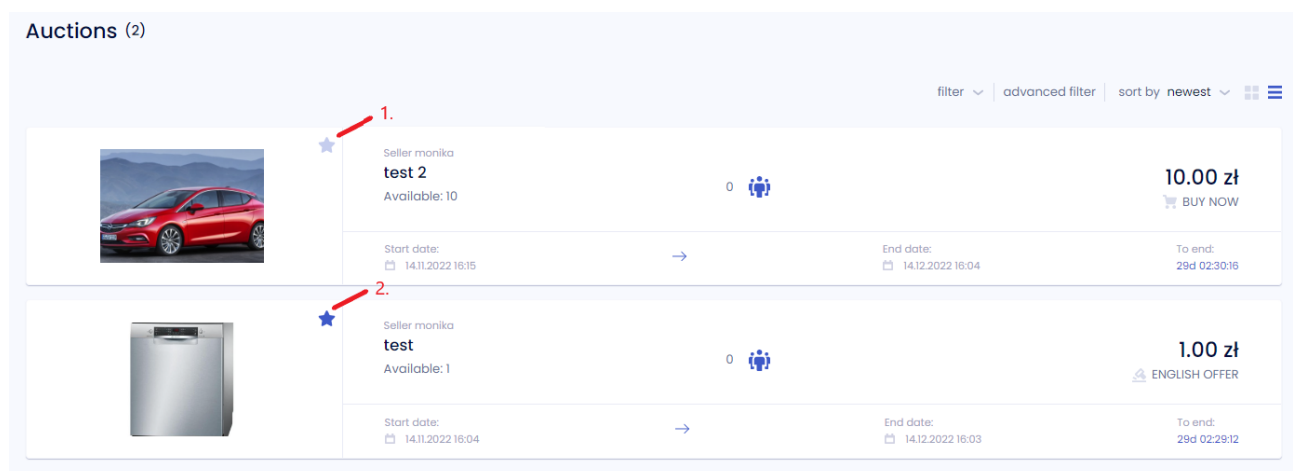 Auctions (2)
filter advanced filter sort by newest
1.
Seller monika
test 2
Available: 10
0
10.00 zł
BUY NOW
Start date:
14.11.2022 16:15
End date:
14.12.2022 16:04
To end:
29d 02:30:16
2.
Seller monika
test
Available: 1
0
1.00 zł
ENGLISH OFFER
Start date:
14.11.2022 16:04
End date:
14.12.2022 16:03
To end:
29d 02:29:12